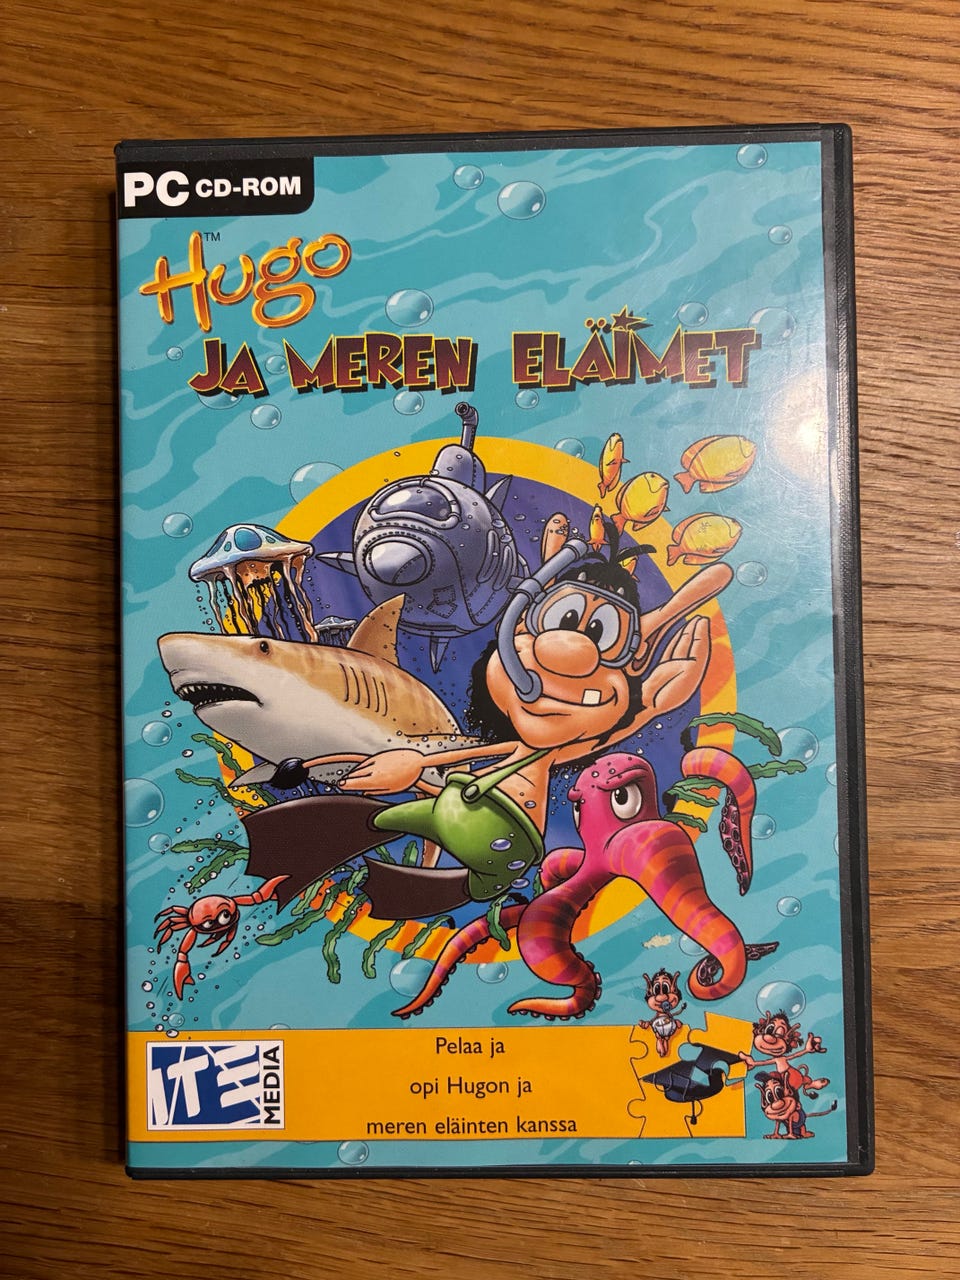 PC CD-ROM
Hugo™
JA MEREN ELÄIMET
ITE MEDIA
Pelaa ja
opi Hugon ja
meren eläinten kanssa